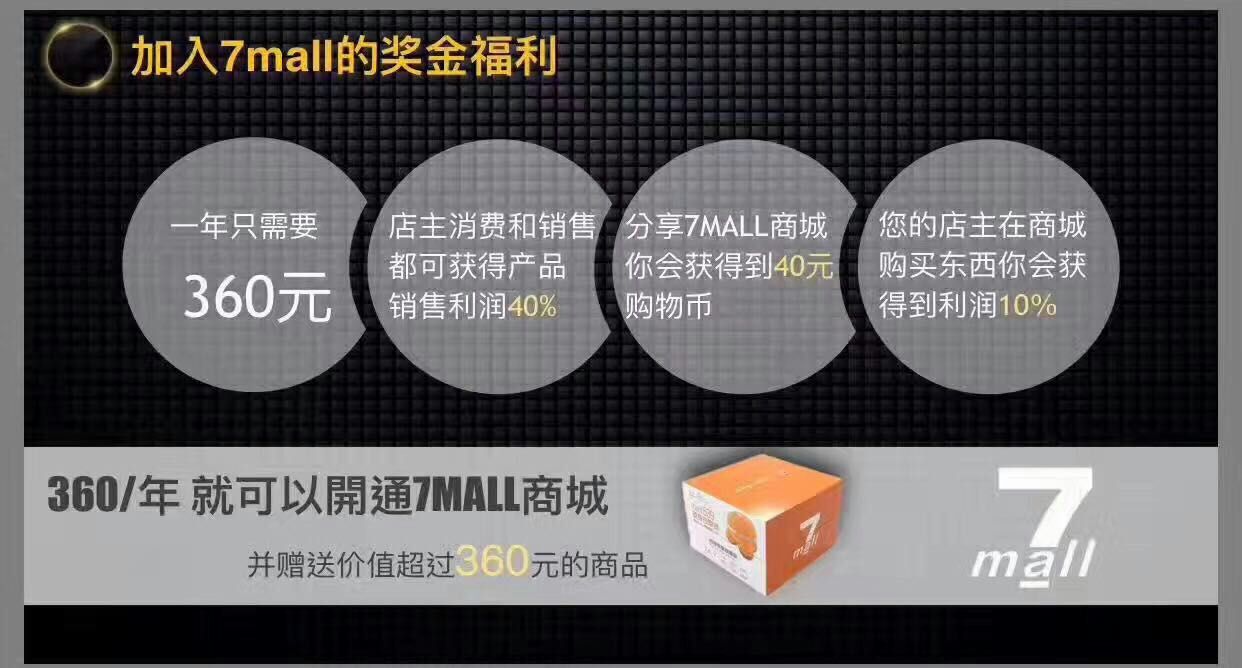 加入7mall的奖金福利
一年只需要
360元
店主消费和销售
都可获得产品
销售利润40%
分享7MALL商城
你会获得到40元
购物币
您的店主在商城
购买东西你会获
得到利润10%
360/年 就可以開通7MALL商城
并赠送价值超过360元的商品
7
mall
7
mall